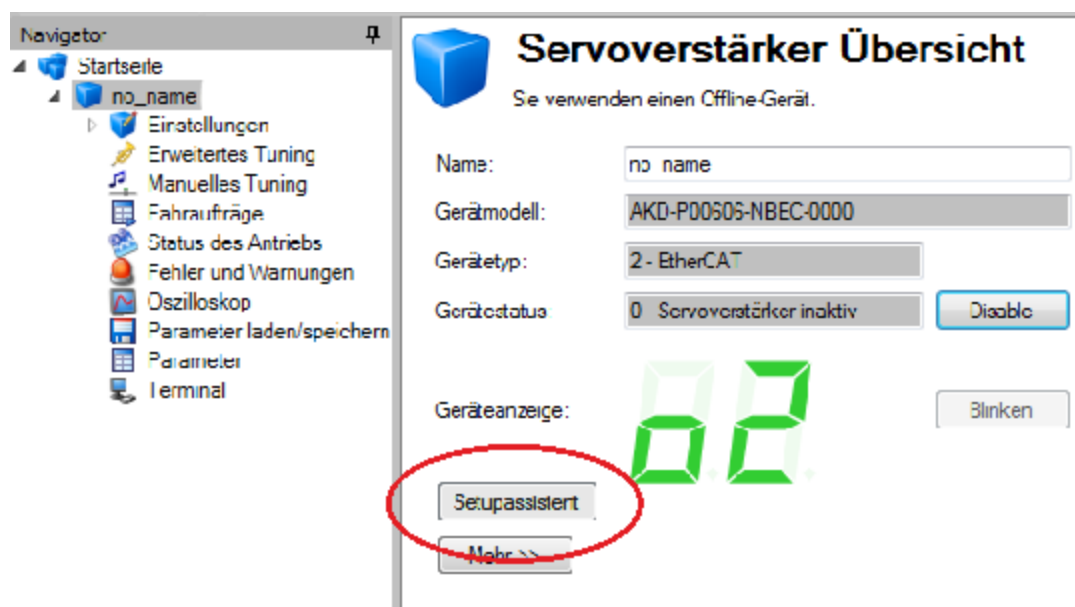 Navigator
Startseite
no_name
Einstellungen
Erweitertes Tuning
Manuelles Tuning
Fahraufträge
Status des Antriebs
Fehler und Warnungen
Oszilloskop
Parameter laden/speichern
Parameter
Terminal
Servoverstärker Übersicht
Sie verwenden einen Offline-Gerät.
Name: no_name
Gerätmodell: AKD-P00606-NBEC-0000
Gerätetyp: 2 - EtherCAT
Gerätestatus 0 Servoverstärker inaktiv Disable
Geräteanzeige: o2 Blinken
Setupassistent
Mehr >>